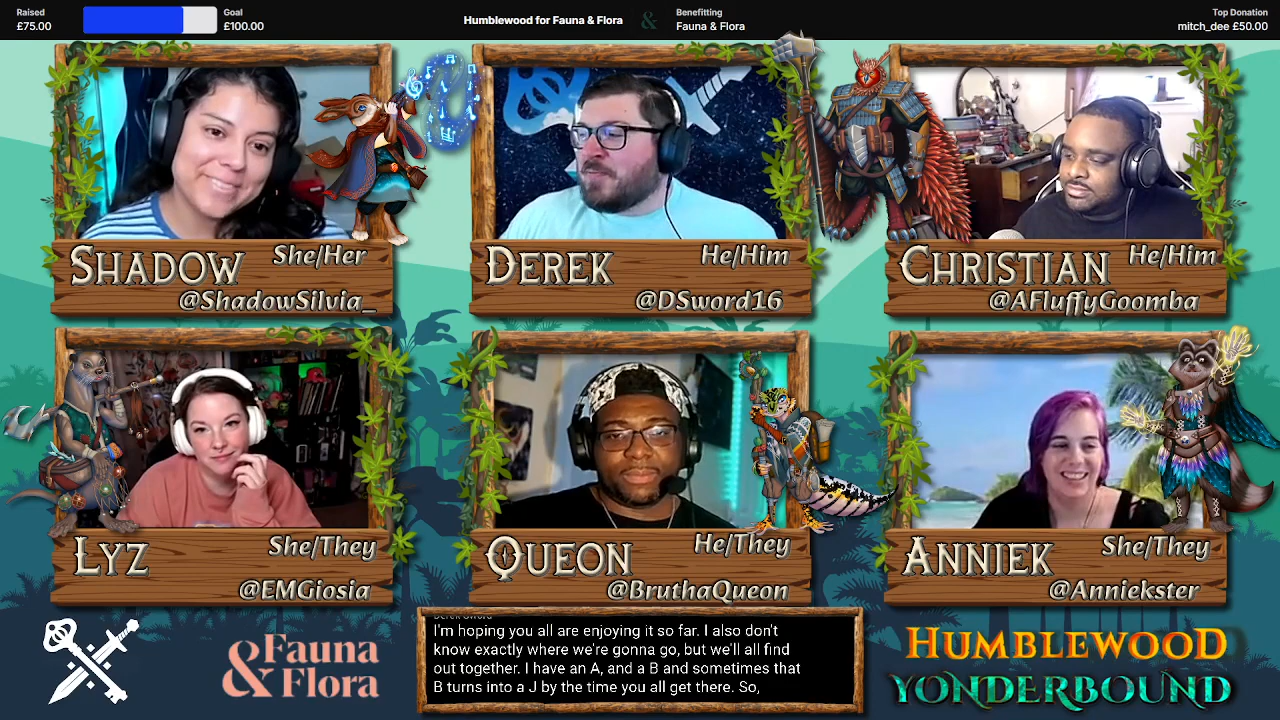 Raised
£75.00
Goal
£100.00
Humblewood for Fauna & Flora
&
Benefitting
Fauna & Flora
Top Donation
mitch_dee £50.00
SHADOW She/Her
@ShadowSilvia_
DEREK He/Him
@DSword16
CHRISTIAN He/Him
@AFluffyGoomba
LYZ She/They
@EMGiosia
QUEON He/They
@BruthaQueon
ANNIEK She/They
@Anniekster
Fauna
& Flora
Derek Sword
I'm hoping you all are enjoying it so far. I also don't
know exactly where we're gonna go, but we'll all find
out together. I have an A, and a B and sometimes that
B turns into a J by the time you all get there. So,
HUMBLEWOOD
YONDERBOUND